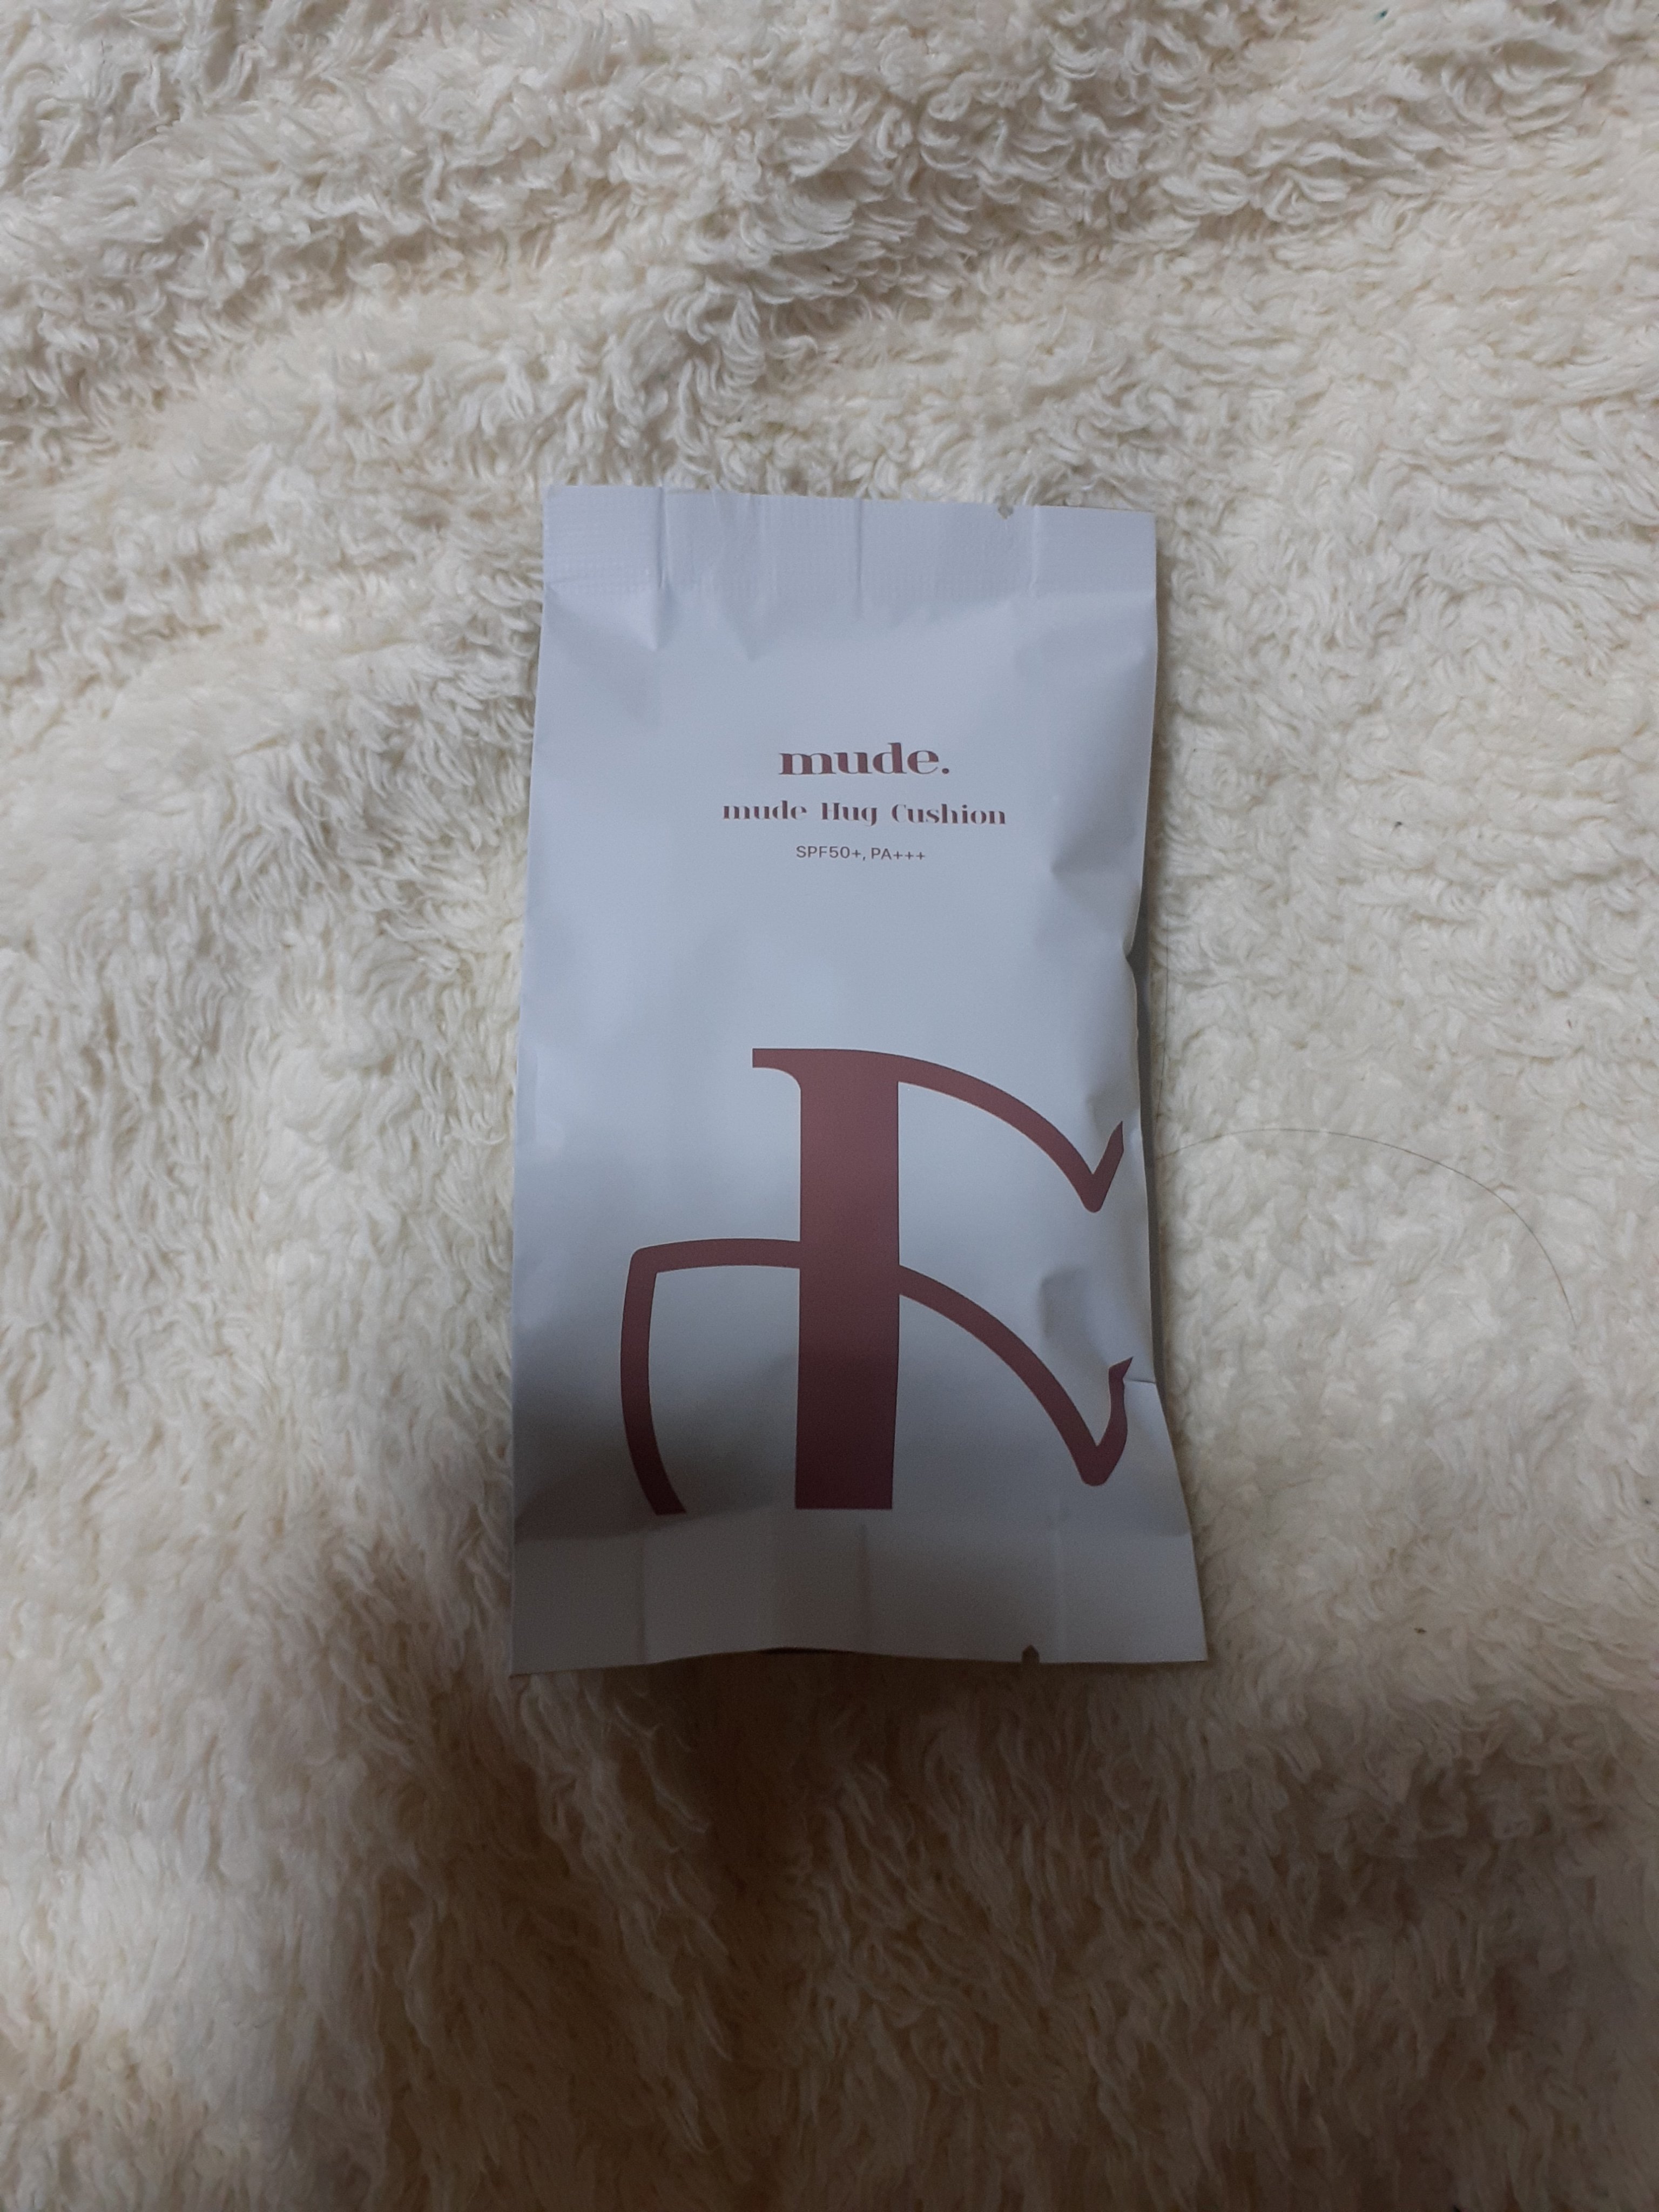 mude.
mude Hug Cushion
SPF50+, PA+++